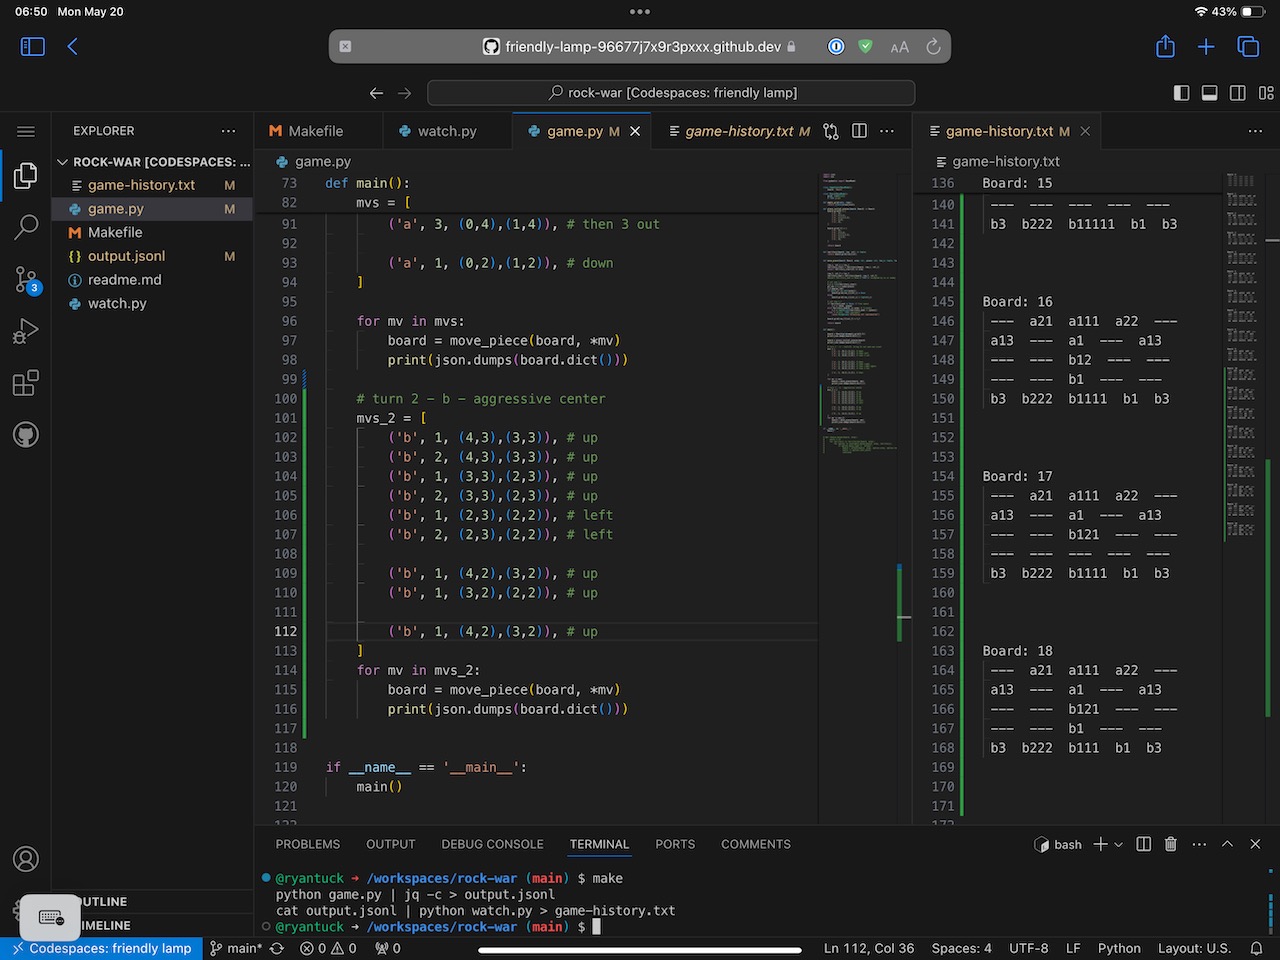 06:50 Mon May 20
43%
friendly-lamp-96677j7x9r3pxxx.github.dev
AA
rock-war [Codespaces: friendly lamp]
EXPLORER
ROCK-WAR [CODESPACES: ...
game-history.txt M
game.py M
Makefile
output.jsonl M
readme.md
watch.py
3
OUTLINE
TIMELINE
Makefile
watch.py
game.py M
game-history.txt M
game.py
73 def main():
82 mvs = [
91 ('a', 3, (0,4),(1,4)), # then 3 out
92
93 ('a', 1, (0,2),(1,2)), # down
94 ]
95
96 for mv in mvs:
97 board = move_piece(board, *mv)
98 print(json.dumps(board.dict()))
99
100 # turn 2 - b - aggressive center
101 mvs_2 = [
102 ('b', 1, (4,3),(3,3)), # up
103 ('b', 2, (4,3),(3,3)), # up
104 ('b', 1, (3,3),(2,3)), # up
105 ('b', 2, (3,3),(2,3)), # up
106 ('b', 1, (2,3),(2,2)), # left
107 ('b', 2, (2,3),(2,2)), # left
108
109 ('b', 1, (4,2),(3,2)), # up
110 ('b', 1, (3,2),(2,2)), # up
111
112 ('b', 1, (4,2),(3,2)), # up
113 ]
114 for mv in mvs_2:
115 board = move_piece(board, *mv)
116 print(json.dumps(board.dict()))
117
118
119 if __name__ == '__main__':
120 main()
121
game-history.txt M
game-history.txt
136 Board: 15
140 --- --- --- --- ---
141 b3 b222 b11111 b1 b3
142
143
144
145 Board: 16
146 --- a21 a111 a22 ---
147 a13 --- a1 --- a13
148 --- --- b12 --- ---
149 --- --- b1 --- ---
150 b3 b222 b1111 b1 b3
151
152
153
154 Board: 17
155 --- a21 a111 a22 ---
156 a13 --- a1 --- a13
157 --- --- b121 --- ---
158 --- --- --- --- ---
159 b3 b222 b1111 b1 b3
160
161
162
163 Board: 18
164 --- a21 a111 a22 ---
165 a13 --- a1 --- a13
166 --- --- b121 --- ---
167 --- --- b1 --- ---
168 b3 b222 b111 b1 b3
169
170
171
PROBLEMS OUTPUT DEBUG CONSOLE TERMINAL PORTS COMMENTS
bash
@ryantuck → /workspaces/rock-war (main) $ make
python game.py | jq -c > output.jsonl
cat output.jsonl | python watch.py > game-history.txt
@ryantuck → /workspaces/rock-war (main) $
Codespaces: friendly lamp main* 0 0 0 Ln 112, Col 36 Spaces: 4 UTF-8 LF Python Layout: U.S.